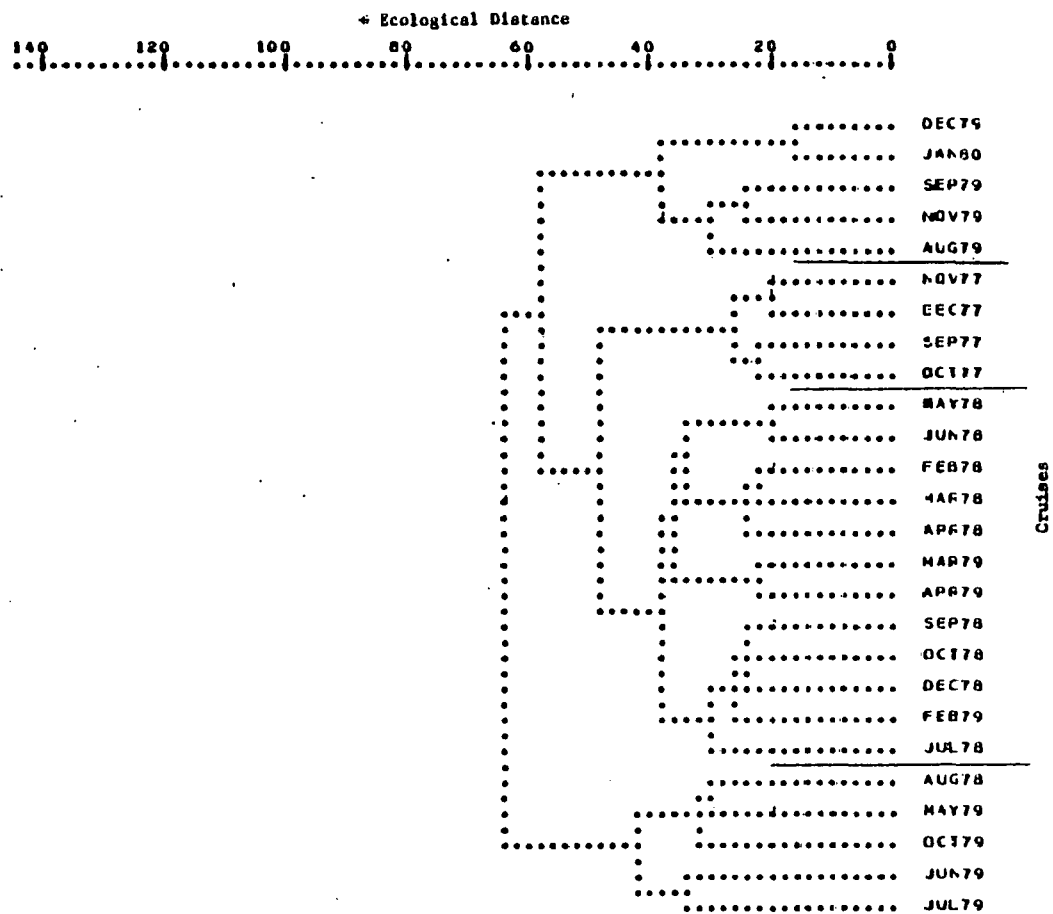 * Ecological Distance
140 120 100 80 60 40 20 0
DEC79
JAN80
SEP79
NOV79
AUG79
NOV77
DEC77
SEP77
OCT77
MAY78
JUN78
FEB78
MAR78
APR78
MAR79
APR79
SEP78
OCT78
DEC78
FEB79
JUL78
AUG78
MAY79
OCT79
JUN79
JUL79
Cruises